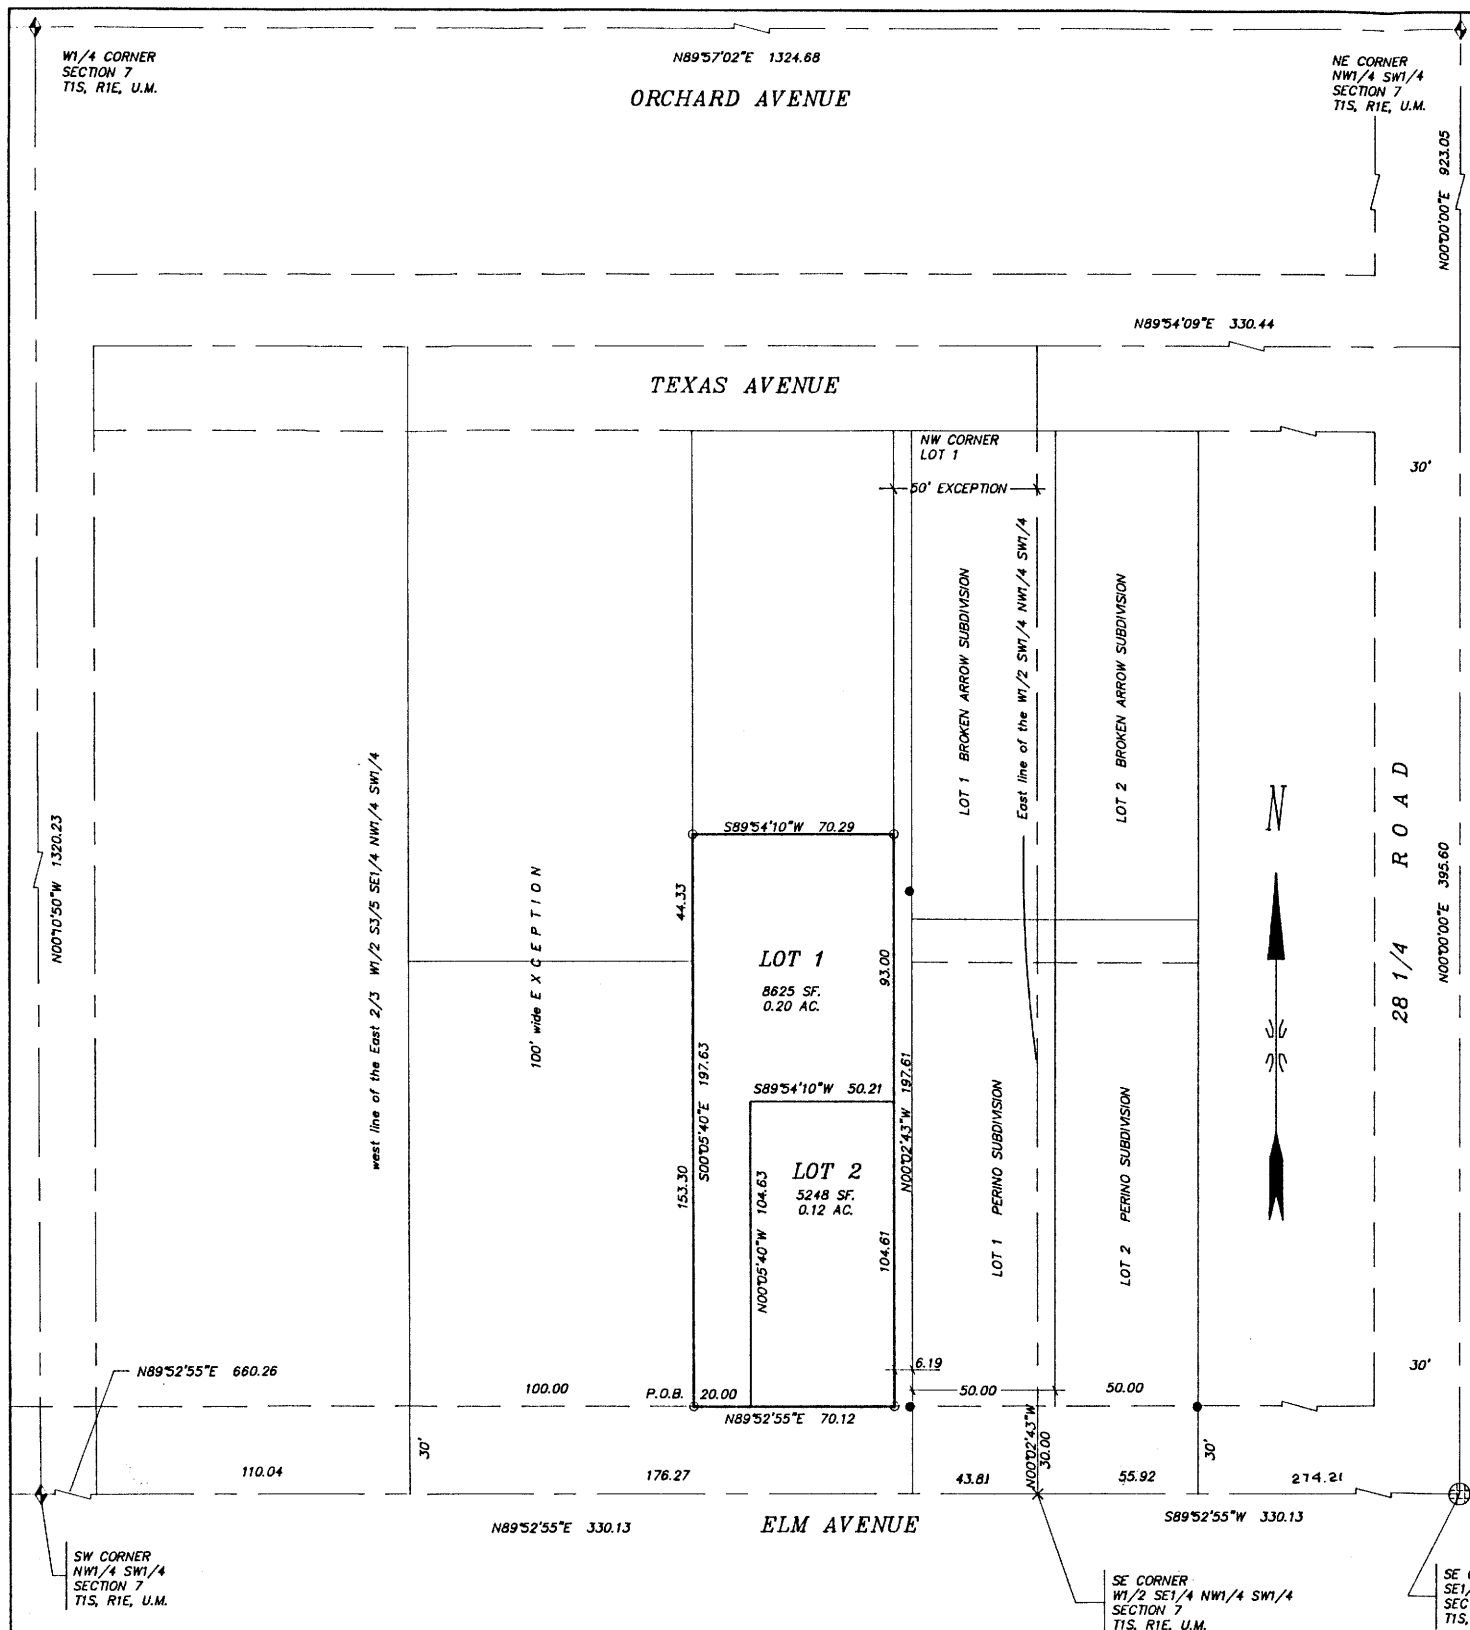 W1/4 CORNER
SECTION 7
T1S, R1E, U.M.
N89°57'02"E 1324.68
ORCHARD AVENUE
NE CORNER
NW1/4 SW1/4
SECTION 7
T1S, R1E, U.M.
N00°00'00"E 923.05
N89°54'09"E 330.44
TEXAS AVENUE
NW CORNER
LOT 1
50' EXCEPTION
30'
LOT 1 BROKEN ARROW SUBDIVISION
East line of the W1/2 SW1/4 NW1/4 SW1/4
LOT 2 BROKEN ARROW SUBDIVISION
N
28 1/4 ROAD
N00°00'00"E 395.60
N00°10'50"W 1320.23
west line of the East 2/3 W1/2 S3/5 SE1/4 NW1/4 SW1/4
100' wide EXCEPTION
S89°54'10"W 70.29
44.33
LOT 1
8625 SF.
0.20 AC.
93.00
S00°05'40"E 197.63
N00°02'43"W 197.61
S89°54'10"W 50.21
153.30
N00°05'40"W 104.63
LOT 2
5248 SF.
0.12 AC.
104.61
LOT 1 PERINO SUBDIVISION
LOT 2 PERINO SUBDIVISION
N89°52'55"E 660.26
100.00
P.O.B.
20.00
N89°52'55"E 70.12
6.19
50.00
50.00
30'
110.04
30'
176.27
43.81
N00°02'43"W
30.00
55.92
30'
274.21
N89°52'55"E 330.13
ELM AVENUE
S89°52'55"W 330.13
SW CORNER
NW1/4 SW1/4
SECTION 7
T1S, R1E, U.M.
SE CORNER
W1/2 SE1/4 NW1/4 SW1/4
SECTION 7
T1S, R1E, U.M.
SE
SE1/
SEC
T1S,